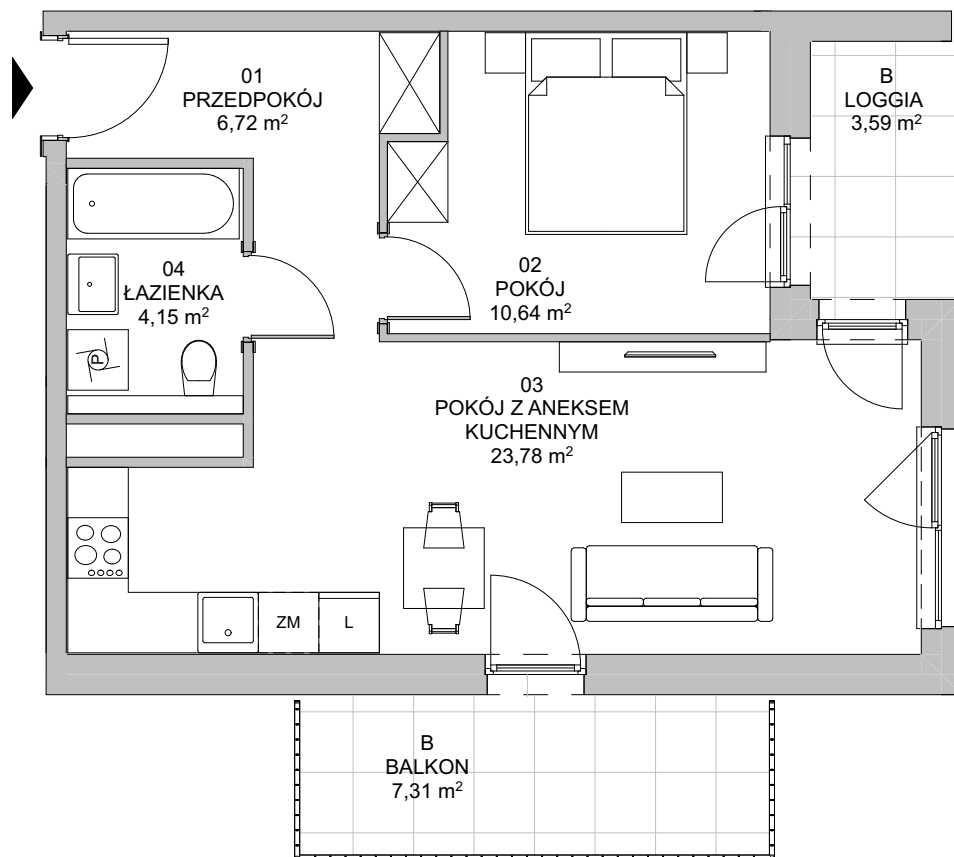 01
PRZEDPOKÓJ
6,72 m²
B
LOGGIA
3,59 m²
02
POKÓJ
10,64 m²
04
ŁAZIENKA
4,15 m²
P
03
POKÓJ Z ANEKSEM
KUCHENNYM
23,78 m²
ZM
L
B
BALKON
7,31 m²